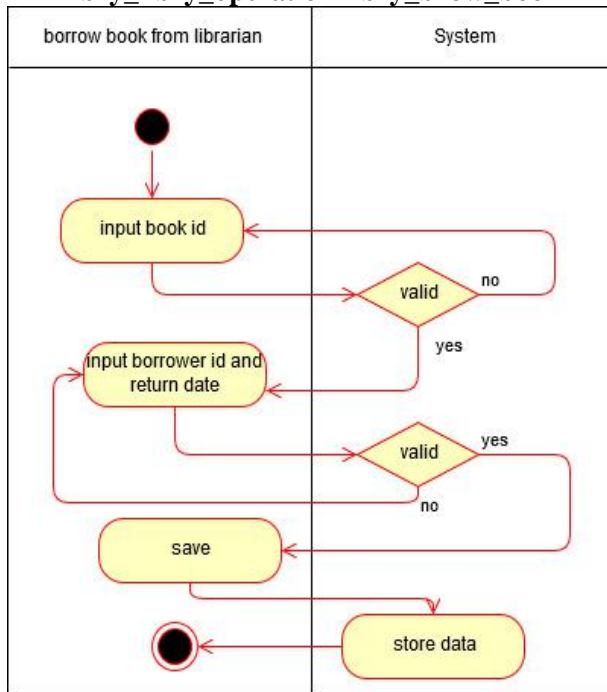 borrow book from librarian
System
input book id
valid
no
yes
input borrower id and
return date
valid
yes
no
save
store data